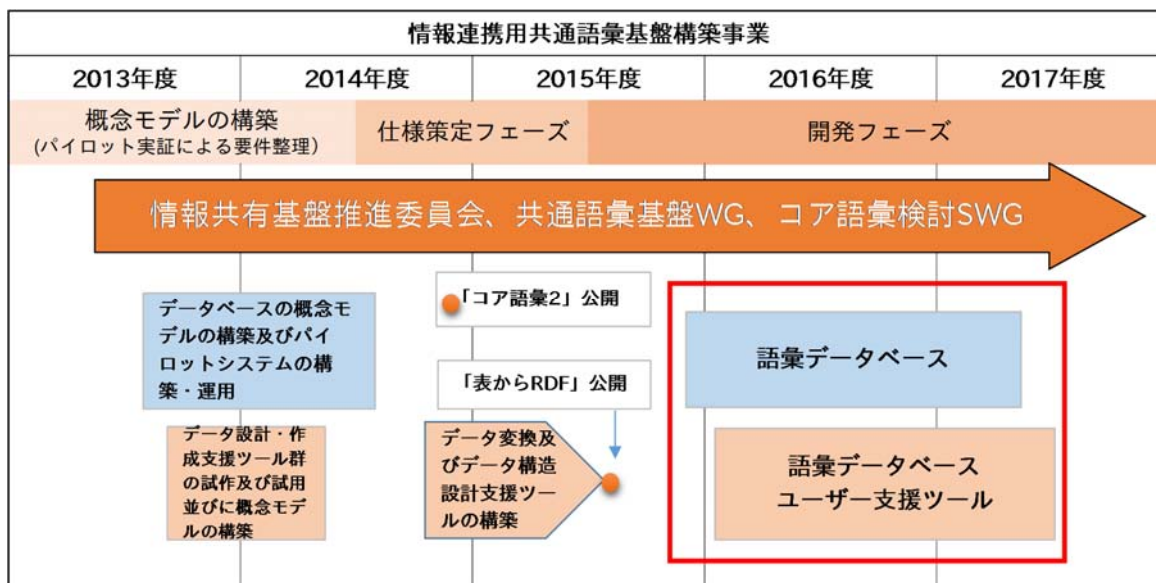 情報連携用共通語彙基盤構築事業
2013年度 2014年度 2015年度 2016年度 2017年度
概念モデルの構築
(パイロット実証による要件整理)
仕様策定フェーズ
開発フェーズ
情報共有基盤推進委員会、共通語彙基盤WG、コア語彙検討SWG
データベースの概念モ
デルの構築及びパイ
ロットシステムの構
築・運用
「コア語彙2」公開
語彙データベース
「表からRDF」公開
データ設計・作
成支援ツール群
の試作及び試用
並びに概念モデ
ルの構築
データ変換及
びデータ構造
設計支援ツー
ルの構築
語彙データベース
ユーザー支援ツール